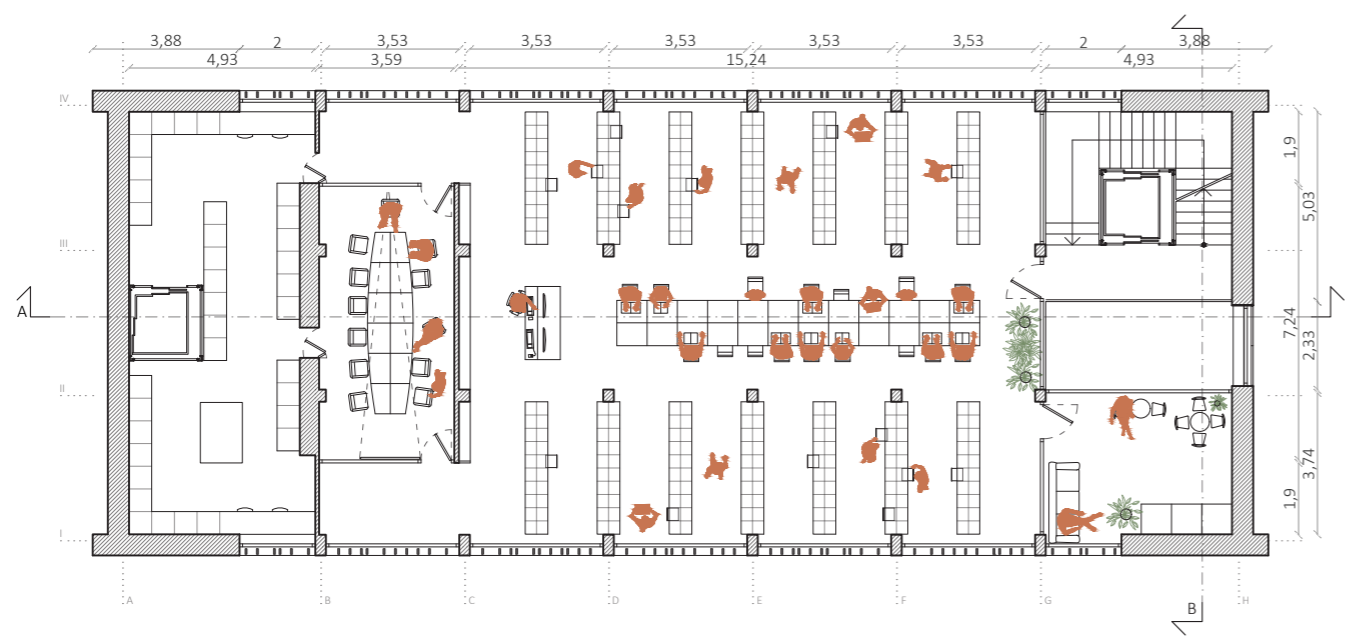 3,88 2 3,53 3,53 3,53 3,53 3,53 2 3,88
4,93 3,59 15,24 4,93
IV
1,9
5,03
III
A
7,24
2,33
II
3,74
1,9
I
A B C D E F G H
B